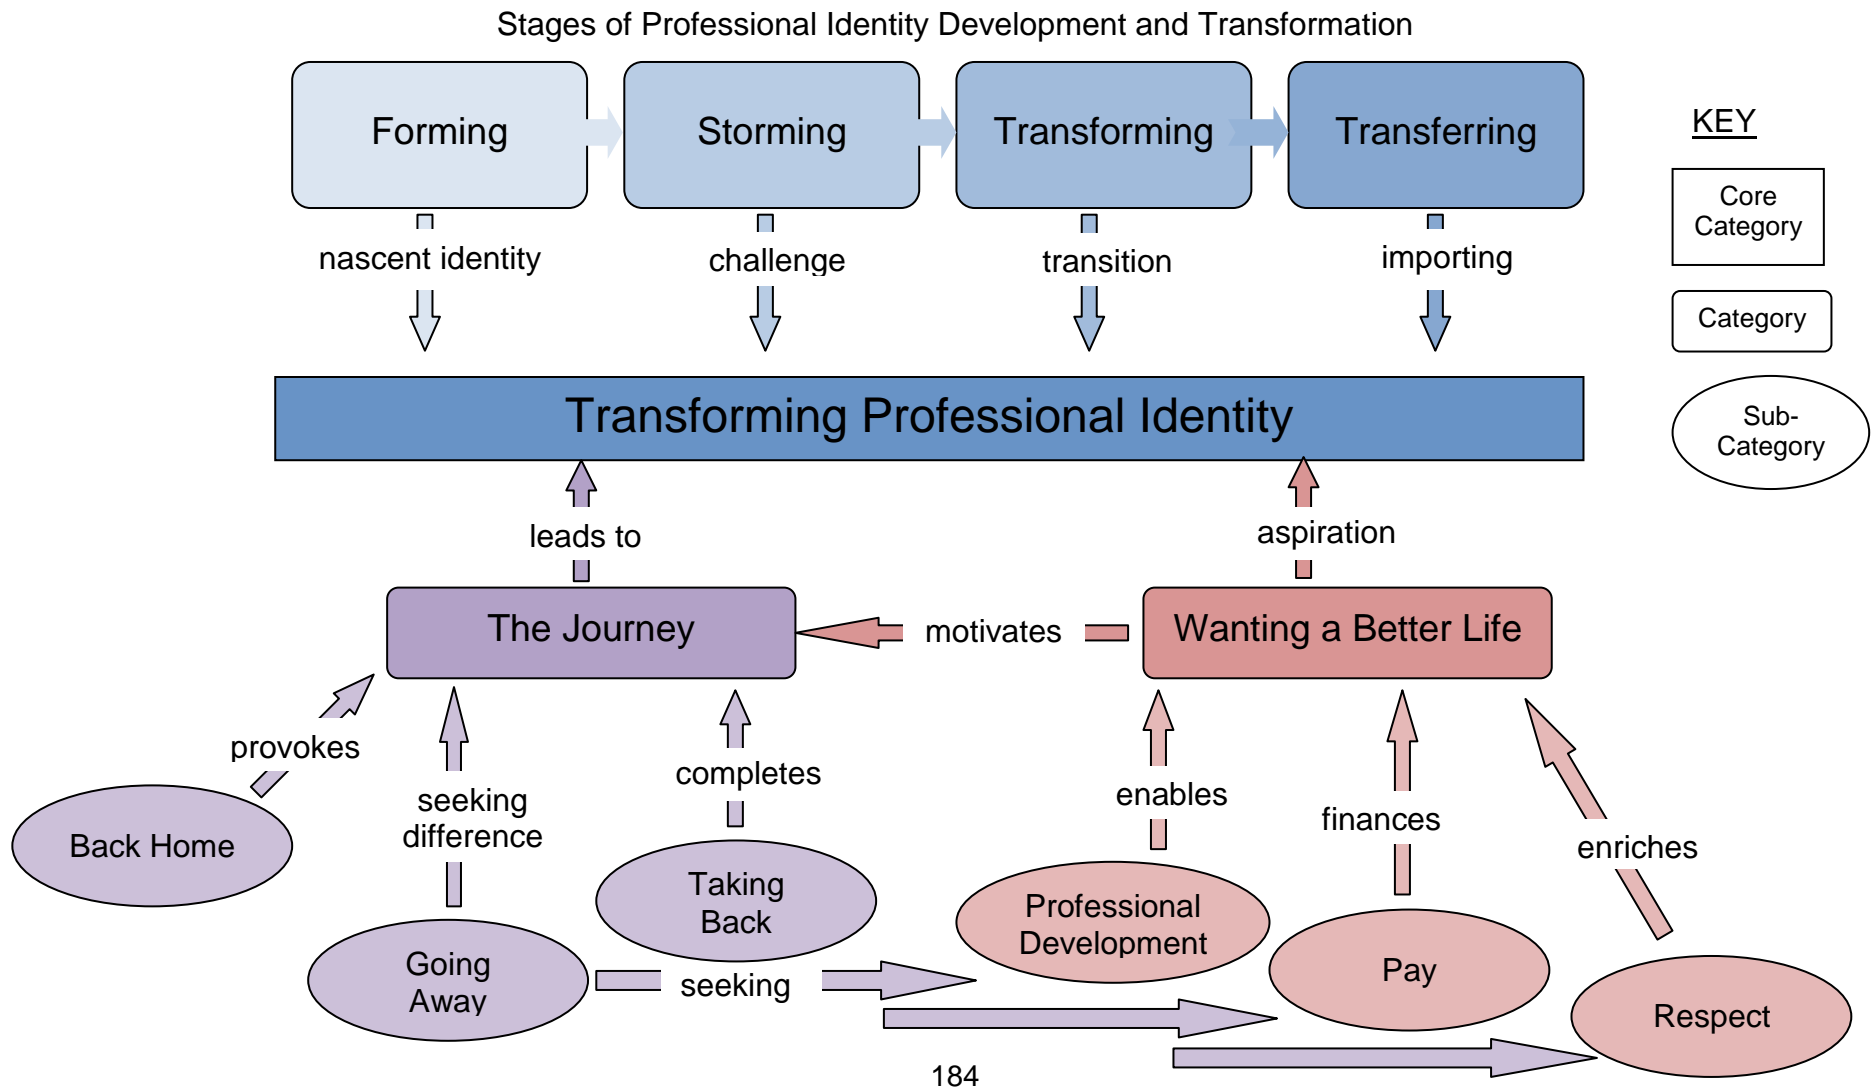 Stages of Professional Identity Development and Transformation
Forming
Storming
Transforming
Transferring
KEY
Core
Category
Category
Sub-
Category
nascent identity
challenge
transition
importing
Transforming Professional Identity
leads to
aspiration
The Journey
motivates
Wanting a Better Life
provokes
seeking
difference
completes
enables
finances
enriches
Back Home
Going
Away
Taking
Back
seeking
Professional
Development
Pay
Respect
184